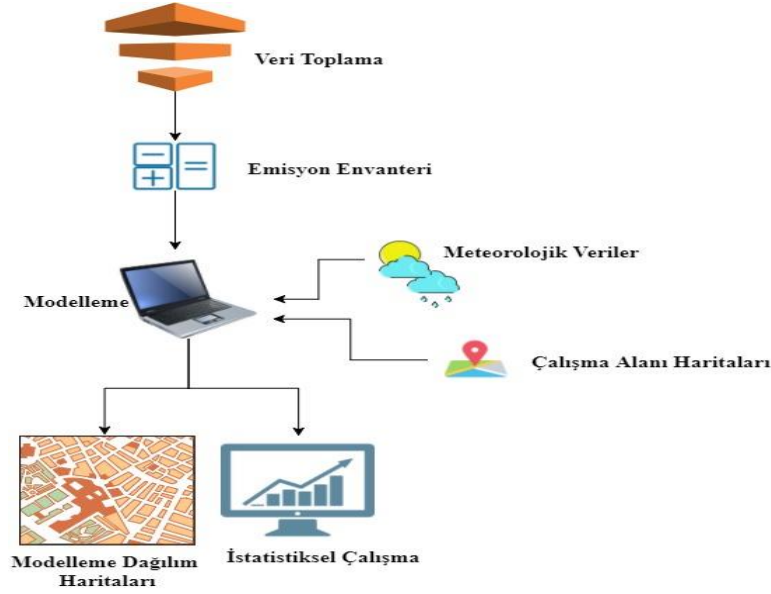 Veri Toplama
Emisyon Envanteri
Meteorolojik Veriler
Modelleme
Çalışma Alanı Haritaları
Modelleme Dağılım
Haritaları
İstatistiksel Çalışma